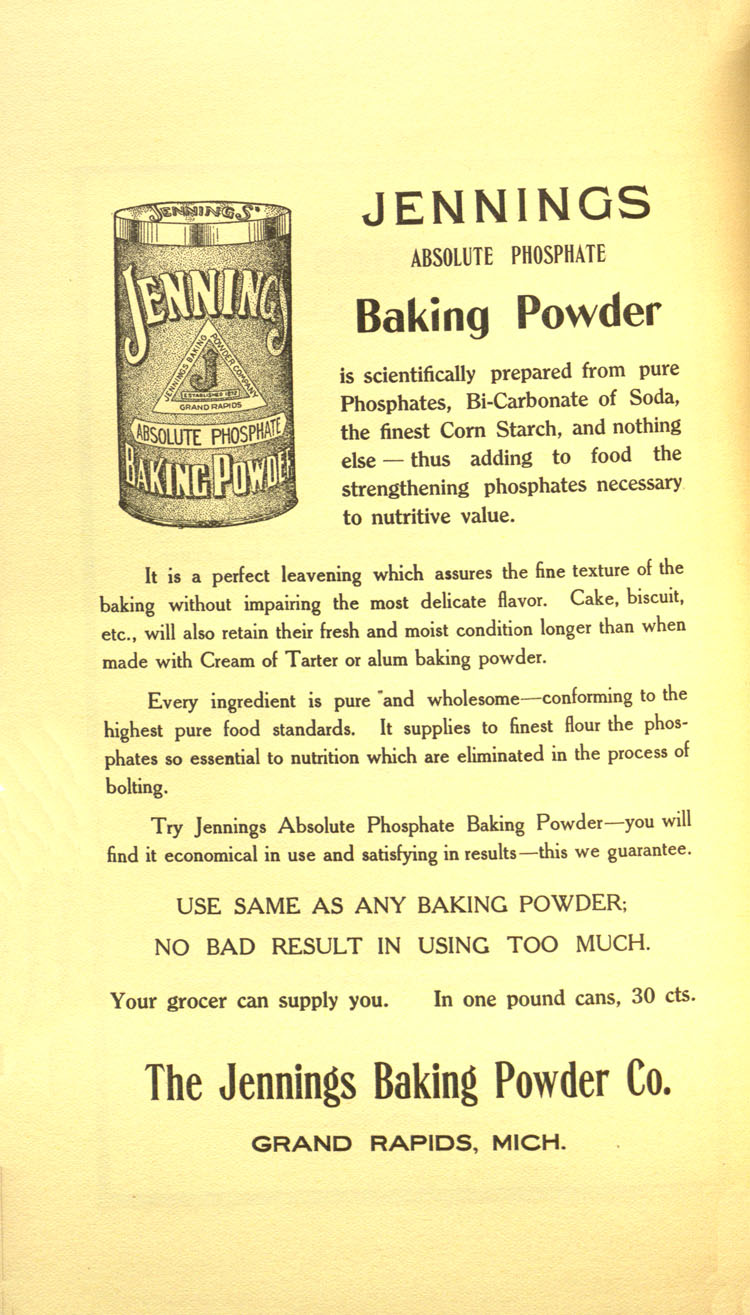 JENNINGS'
JENNINGS
JENNINGS BAKING POWDER COMPANY
J
ESTABLISHED 1872
GRAND RAPIDS
ABSOLUTE PHOSPHATE
BAKING POWDER
JENNINGS
ABSOLUTE PHOSPHATE
Baking Powder
is scientifically prepared from pure
Phosphates, Bi-Carbonate of Soda,
the finest Corn Starch, and nothing
else — thus adding to food the
strengthening phosphates necessary
to nutritive value.
It is a perfect leavening which assures the fine texture of the
baking without impairing the most delicate flavor. Cake, biscuit,
etc., will also retain their fresh and moist condition longer than when
made with Cream of Tarter or alum baking powder.
Every ingredient is pure and wholesome—conforming to the
highest pure food standards. It supplies to finest flour the phos-
phates so essential to nutrition which are eliminated in the process of
bolting.
Try Jennings Absolute Phosphate Baking Powder—you will
find it economical in use and satisfying in results—this we guarantee.
USE SAME AS ANY BAKING POWDER;
NO BAD RESULT IN USING TOO MUCH.
Your grocer can supply you. In one pound cans, 30 cts.
The Jennings Baking Powder Co.
GRAND RAPIDS, MICH.